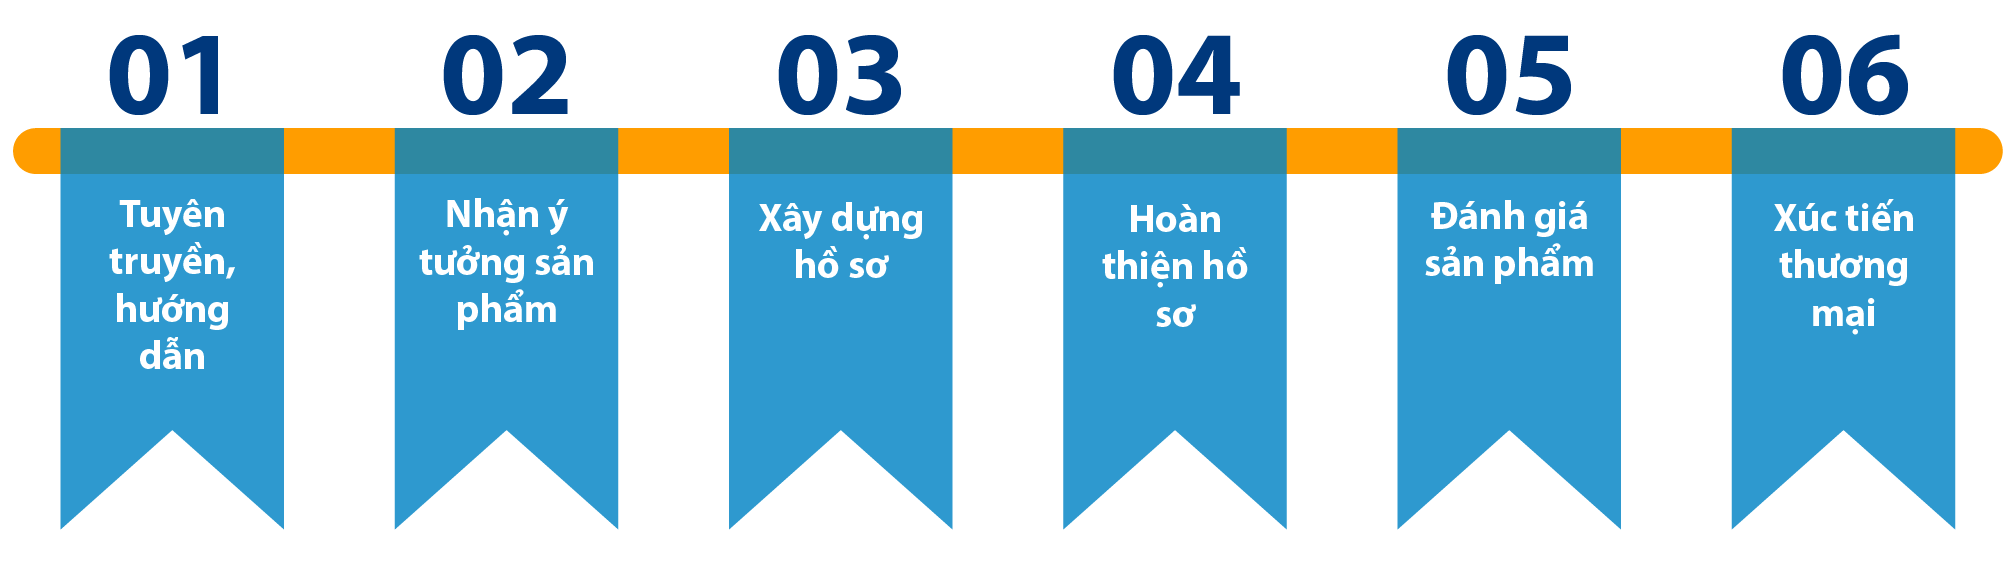 01
Tuyên
truyền,
hướng
dẫn
02
Nhận ý
tưởng sản
phẩm
03
Xây dựng
hồ sơ
04
Hoàn
thiện hồ
sơ
05
Đánh giá
sản phẩm
06
Xúc tiến
thương
mại